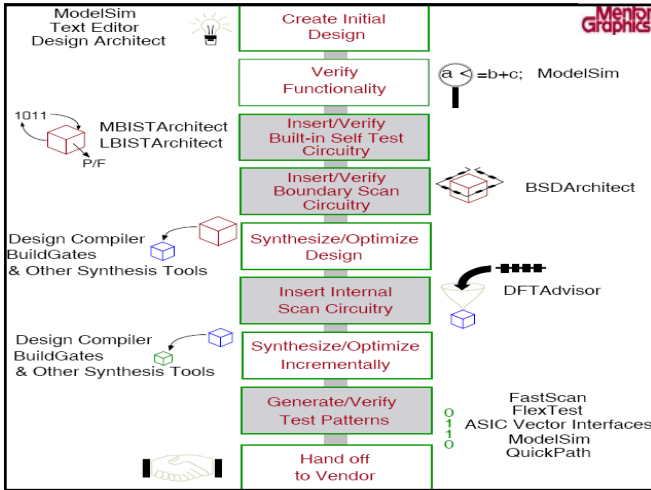 ModelSim
Text Editor
Design Architect
Create Initial
Design
Mentor
Graphics
Verify
Functionality
a < =b+c; ModelSim
1011
P/F
MBISTArchitect
LBISTArchitect
Insert/Verify
Built-in Self Test
Circuitry
Insert/Verify
Boundary Scan
Circuitry
BSDArchitect
Design Compiler
BuildGates
& Other Synthesis Tools
Synthesize/Optimize
Design
Insert Internal
Scan Circuitry
DFTAdvisor
Design Compiler
BuildGates
& Other Synthesis Tools
Synthesize/Optimize
Incrementally
Generate/Verify
Test Patterns
0
1
1
0
FastScan
FlexTest
ASIC Vector Interfaces
ModelSim
QuickPath
Hand off
to Vendor